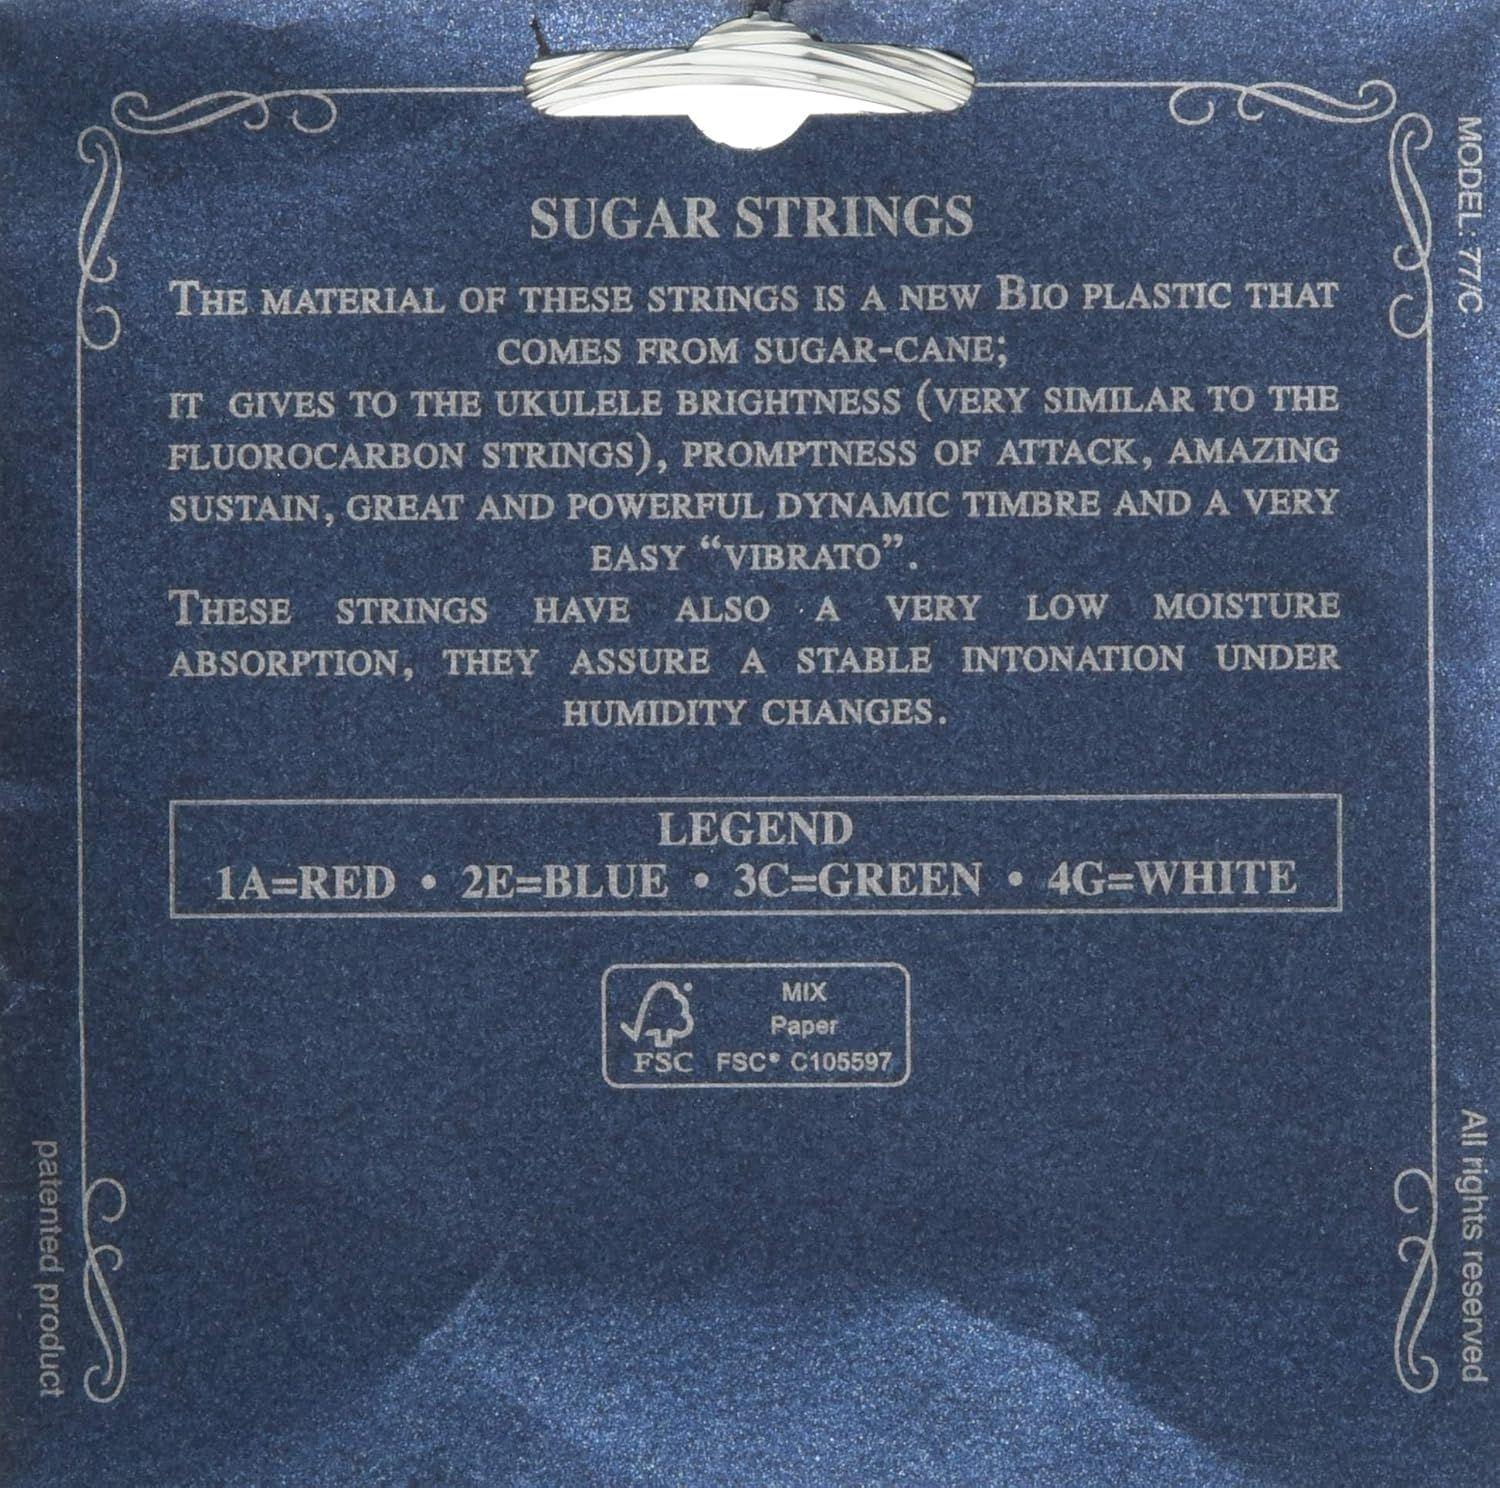 SUGAR STRINGS
THE MATERIAL OF THESE STRINGS IS A NEW BIO PLASTIC THAT
COMES FROM SUGAR-CANE;
IT GIVES TO THE UKULELE BRIGHTNESS (VERY SIMILAR TO THE
FLUOROCARBON STRINGS), PROMPTNESS OF ATTACK, AMAZING
SUSTAIN, GREAT AND POWERFUL DYNAMIC TIMBRE AND A VERY
EASY “VIBRATO”.
THESE STRINGS HAVE ALSO A VERY LOW MOISTURE
ABSORPTION, THEY ASSURE A STABLE INTONATION UNDER
HUMIDITY CHANGES.
LEGEND
1A=RED • 2E=BLUE • 3C=GREEN • 4G=WHITE
MIX
Paper
FSC FSC® C105597
patented product
MODEL: 77/C
All rights reserved